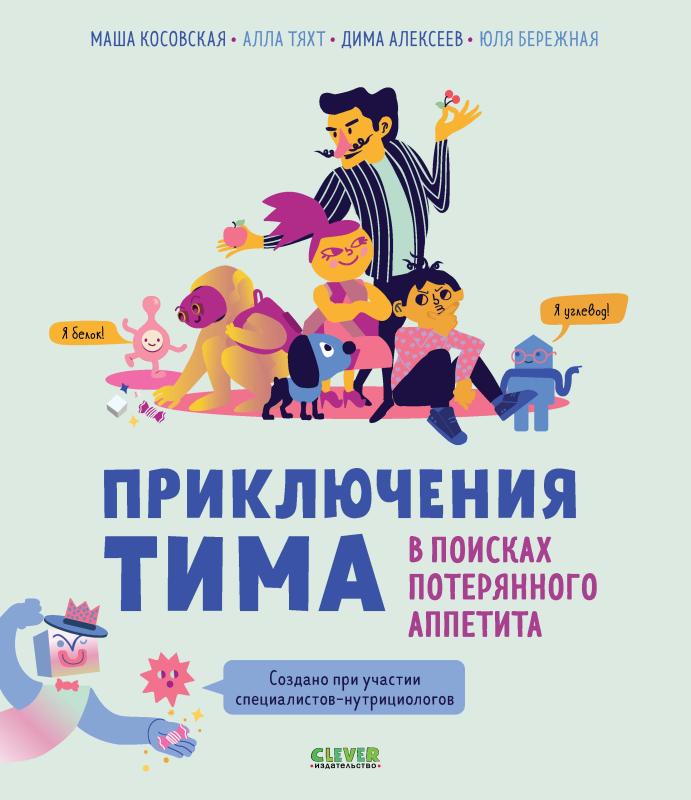 МАША КОСОВСКАЯ • АЛЛА ТЯХТ • ДИМА АЛЕКСЕЕВ • ЮЛЯ БЕРЕЖНАЯ
Я белок!
Я углевод!
ПРИКЛЮЧЕНИЯ
ТИМА
В ПОИСКАХ
ПОТЕРЯННОГО
АППЕТИТА
Создано при участии
специалистов-нутрициологов
CLEVER
•издательство•